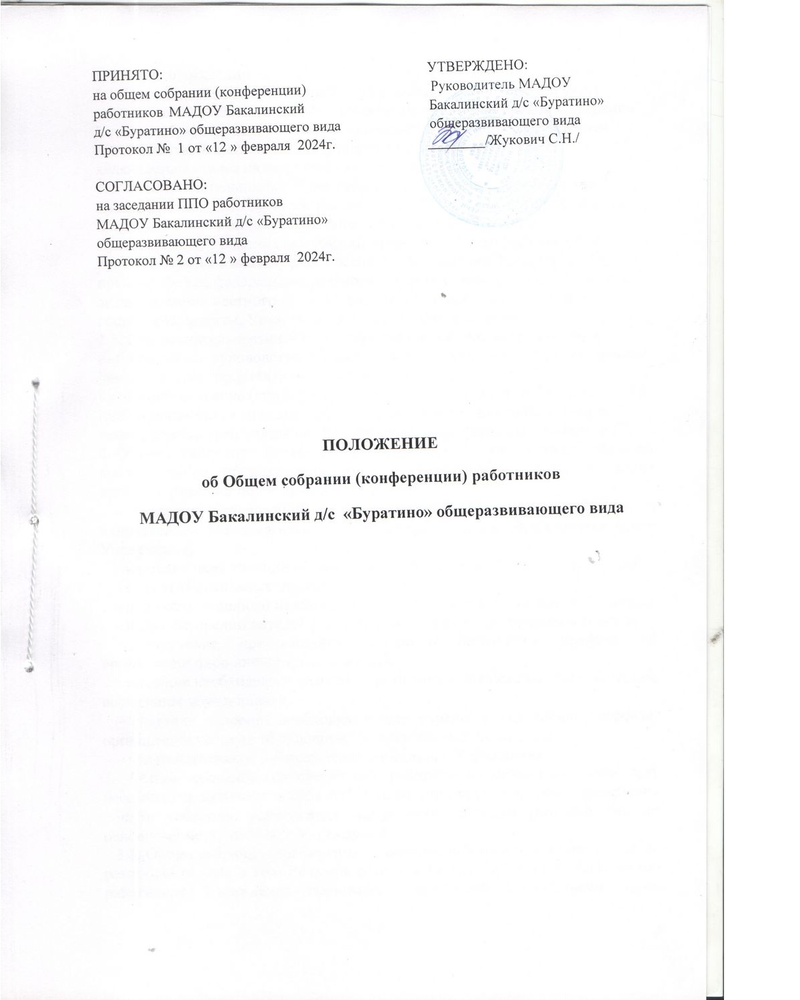 ПРИНЯТО:
на общем собрании (конференции)
работников МАДОУ Бакалинский
д/с «Буратино» общеразвивающего вида
Протокол № 1 от «12 » февраля 2024г.
УТВЕРЖДЕНО:
Руководитель МАДОУ
Бакалинский д/с «Буратино»
общеразвивающего вида
________/Жукович С.Н./
СОГЛАСОВАНО:
на заседании ППО работников
МАДОУ Бакалинский д/с «Буратино»
общеразвивающего вида
Протокол № 2 от «12 » февраля 2024г.
ПОЛОЖЕНИЕ
об Общем собрании (конференции) работников
МАДОУ Бакалинский д/с «Буратино» общеразвивающего вида